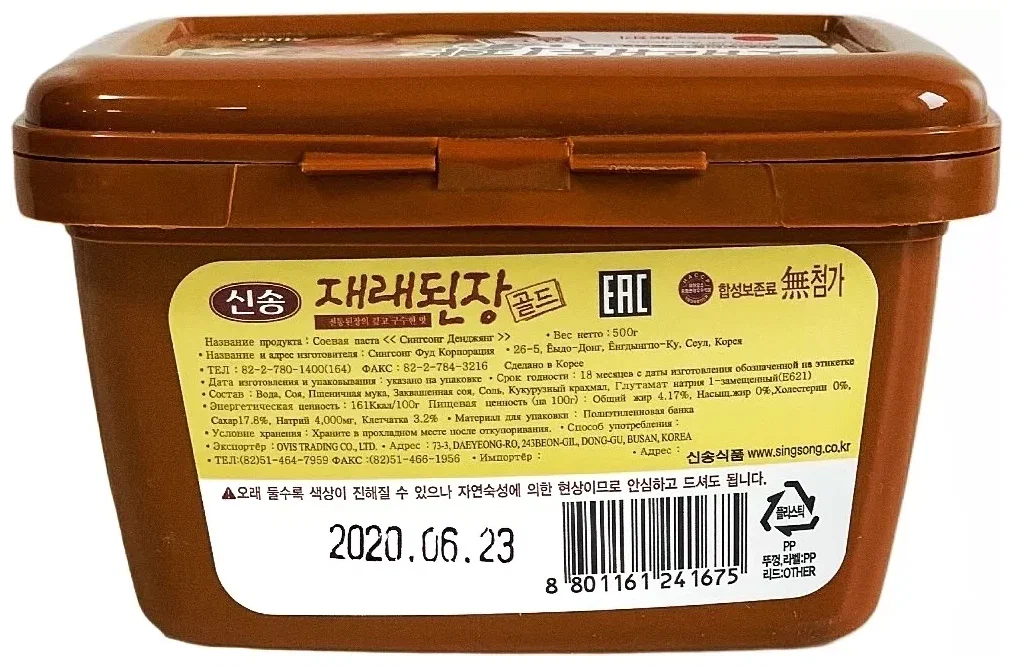 신송
재래된장
골드
전통된장의 깊고 구수한 맛
EAC
합성보존료 無첨가
Название продукта : Соевая паста << Сингсонг Денджянг >> • Вес нетто : 500г
• Название и адрес изготовителя : Сингсонг Фуд Корпорация • 26-5, Ёыдо-Донг, Ёнгдынгпо-Ку, Сеул, Корея
• ТЕЛ : 82-2-780-1400(164) ФАКС : 82-2-784-3216 Сделано в Корее
• Дата изготовления и упаковывания : указано на упаковке • Срок годности : 18 месяцев с даты изготовления обозначенной на этикетке
• Состав : Вода, Соя, Пшеничная мука, Заквашенная соя, Соль, Кукурузный крахмал, Глутамат натрия 1-замещенный(Е621)
• Энергетическая ценность : 161Ккал/100г Пищевая ценность (на 100г) : Общий жир 4.17%, Насыщ.жир 0%,Холестерин 0%,
Сахар17.8%, Натрий 4,000мг, Клетчатка 3.2% • Материал для упаковки : Полиэтиленовая банка
• Условие хранения : Храните в прохладном месте после откупоривания. • Способ употребления :
• Экспортёр : OVIS TRADING CO., LTD. • Адрес : 73-3, DAEYEONG-RO, 243BEON-GIL, DONG-GU, BUSAN, KOREA
• ТЕЛ:(82)51-464-7959 ФАКС :(82)51-466-1956 • Импортёр : • Адрес :
신송식품 www.singsong.co.kr
▲오래 둘수록 색상이 진해질 수 있으나 자연숙성에 의한 현상이므로 안심하고 드셔도 됩니다.
2020.06.23
8 801161 241675
플라스틱
PP
뚜껑,라벨:PP
리드:OTHER